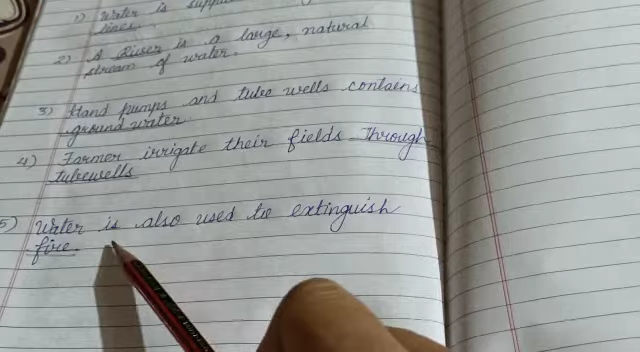 1) Water is
lines.
2) A River is a large, natural
stream of water.
3) Hand pumps and tube wells contains
ground water
4) Farmer irrigate their fields Through
tubewells
5) Water is also used to extinguish
fire.